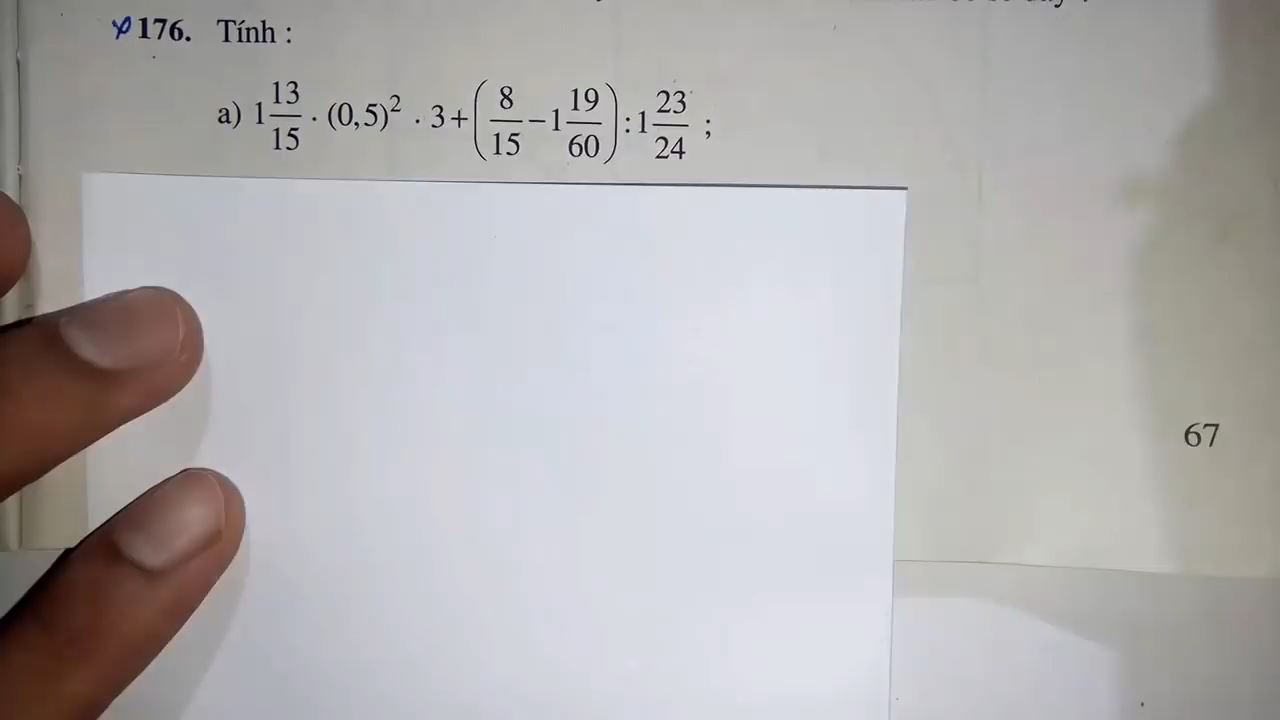 176. Tính :
a) 1 13/15 · (0,5)² · 3 + (8/15 − 1 19/60) : 1 23/24 ;
67